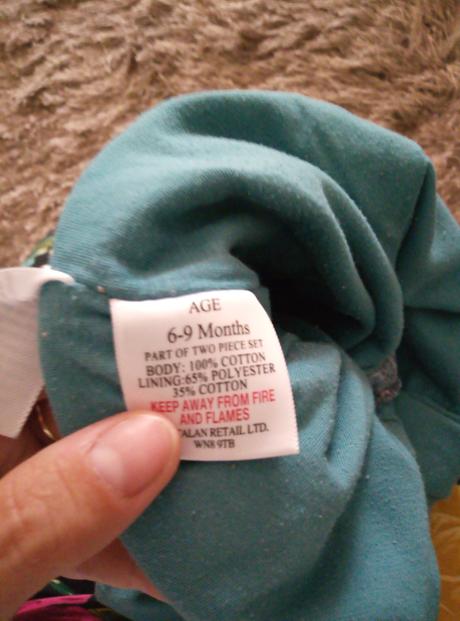 AGE
6-9 Months
PART OF TWO PIECE SET
BODY: 100% COTTON
LINING:65% POLYESTER
35% COTTON
KEEP AWAY FROM FIRE
AND FLAMES
RETAIL LTD.
WN8 9TB